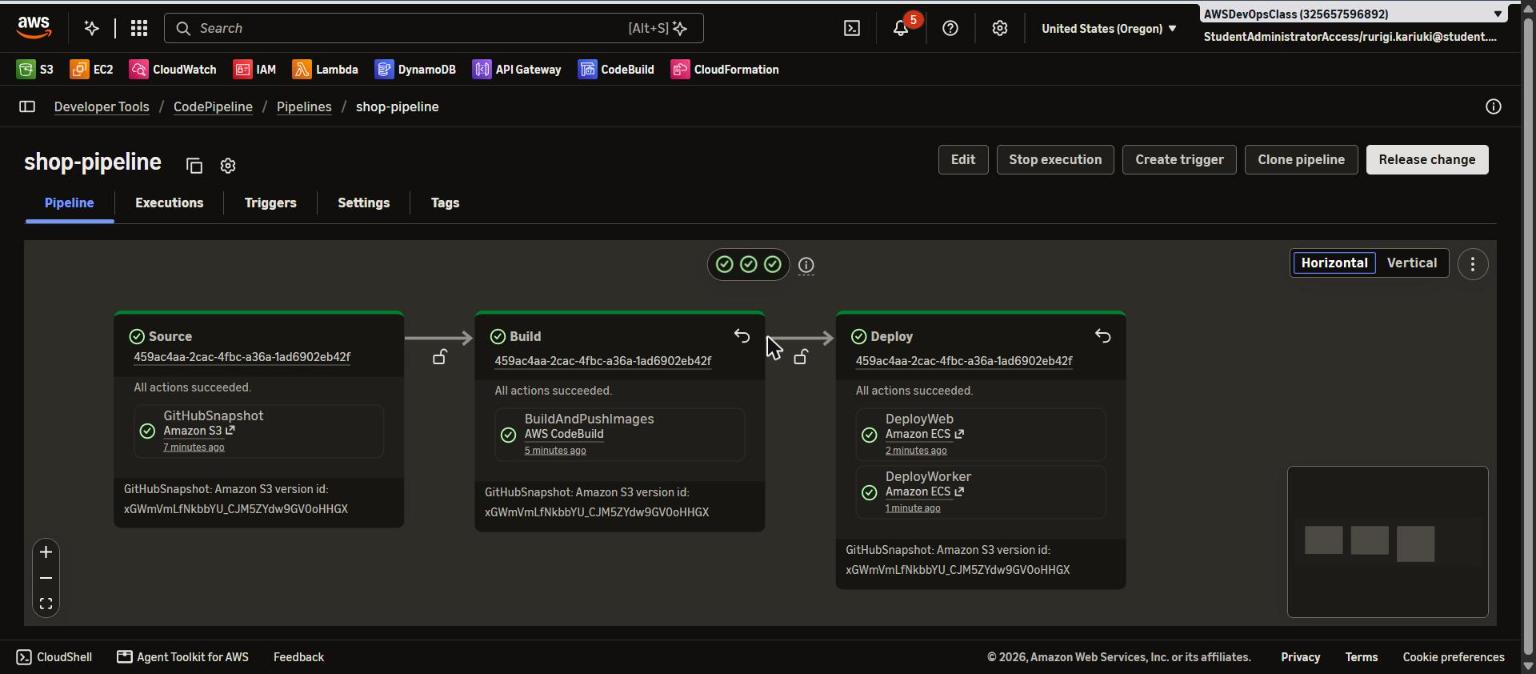 aws
Search
[Alt+S]
5
United States (Oregon)
AWSDevOpsClass (325657596892)
StudentAdministratorAccess/rurigi.kariuki@student....
S3
EC2
CloudWatch
IAM
Lambda
DynamoDB
API Gateway
CodeBuild
CloudFormation
Developer Tools / CodePipeline / Pipelines / shop-pipeline
shop-pipeline
Edit
Stop execution
Create trigger
Clone pipeline
Release change
Pipeline
Executions
Triggers
Settings
Tags
Horizontal
Vertical
Source
459ac4aa-2cac-4fbc-a36a-1ad6902eb42f
All actions succeeded.
GitHubSnapshot
Amazon S3
7 minutes ago
GitHubSnapshot: Amazon S3 version id:
xGWmVmLfNkbbYU_CJM5ZYdw9GV0oHHGX
Build
459ac4aa-2cac-4fbc-a36a-1ad6902eb42f
All actions succeeded.
BuildAndPushImages
AWS CodeBuild
5 minutes ago
GitHubSnapshot: Amazon S3 version id:
xGWmVmLfNkbbYU_CJM5ZYdw9GV0oHHGX
Deploy
459ac4aa-2cac-4fbc-a36a-1ad6902eb42f
All actions succeeded.
DeployWeb
Amazon ECS
2 minutes ago
DeployWorker
Amazon ECS
1 minute ago
GitHubSnapshot: Amazon S3 version id:
xGWmVmLfNkbbYU_CJM5ZYdw9GV0oHHGX
CloudShell
Agent Toolkit for AWS
Feedback
© 2026, Amazon Web Services, Inc. or its affiliates.
Privacy
Terms
Cookie preferences